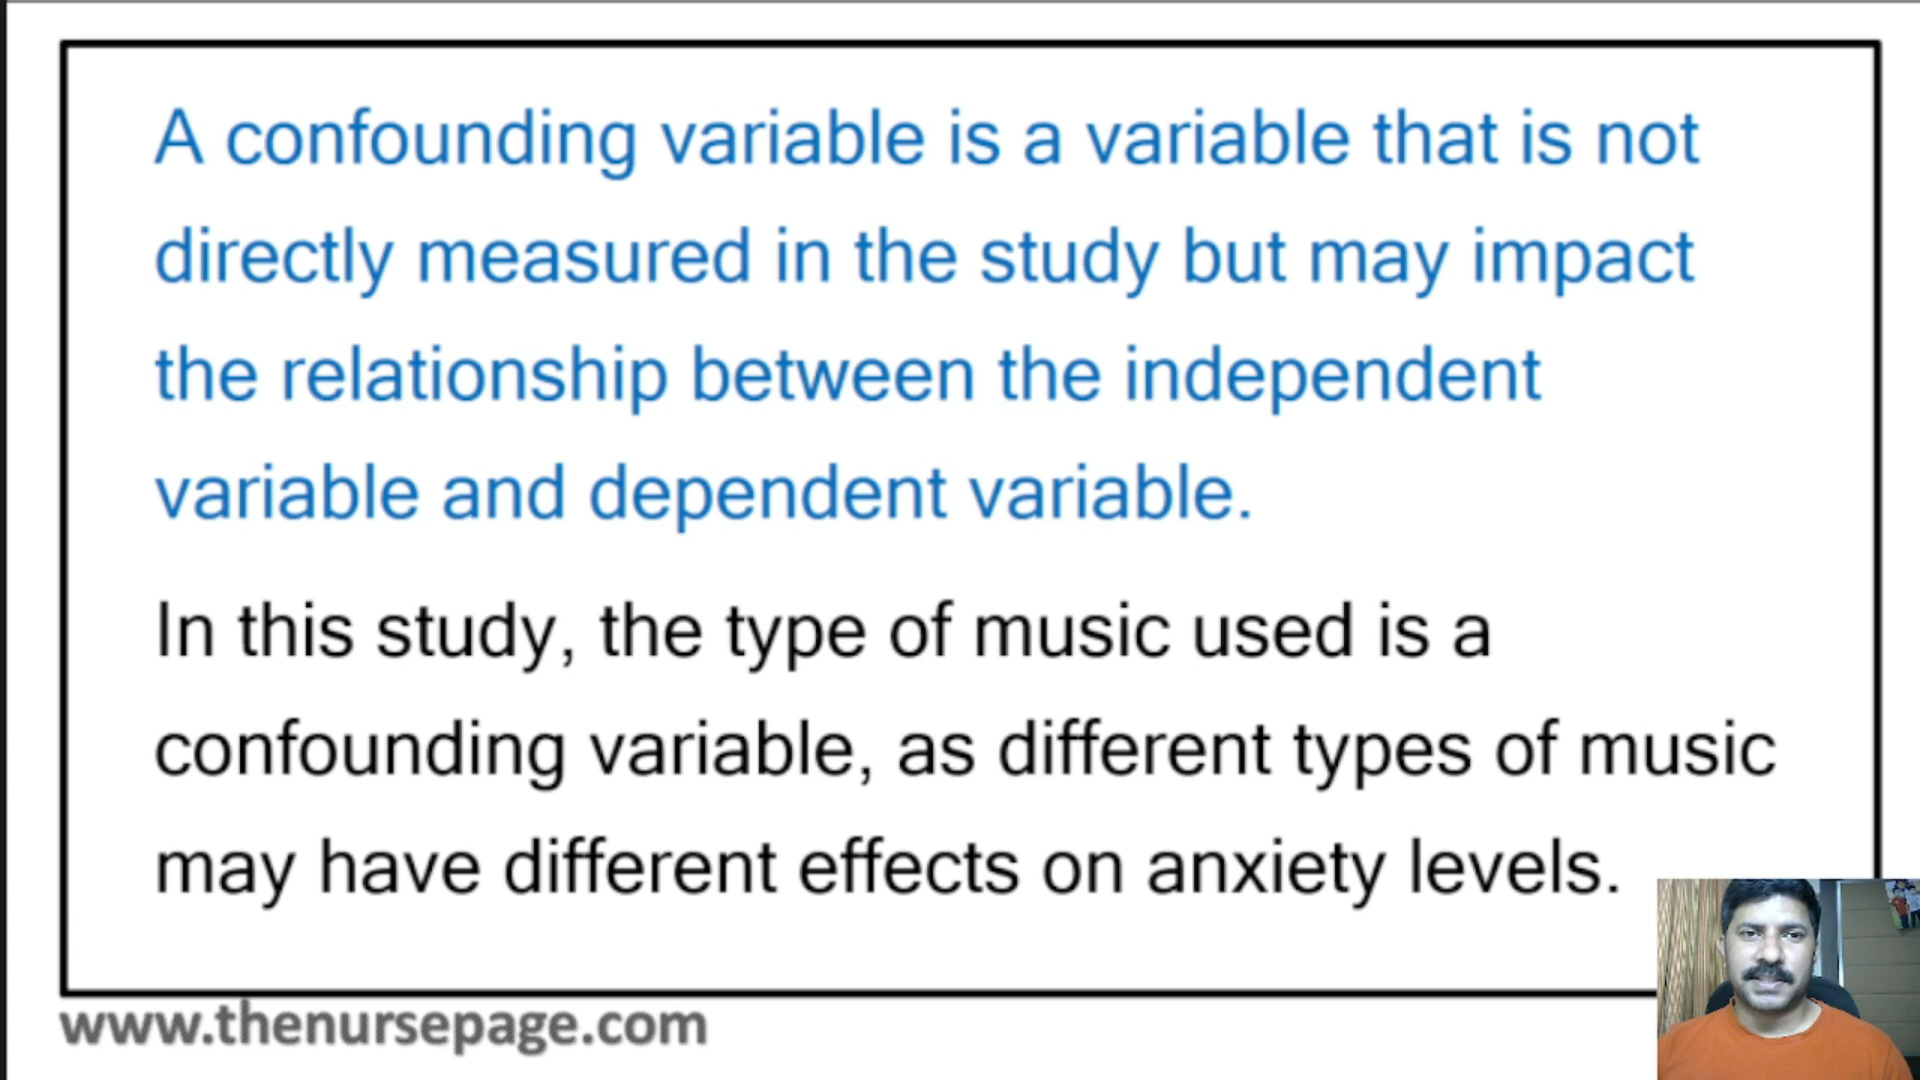 A confounding variable is a variable that is not
directly measured in the study but may impact
the relationship between the independent
variable and dependent variable.
In this study, the type of music used is a
confounding variable, as different types of music
may have different effects on anxiety levels.
www.thenursepage.com